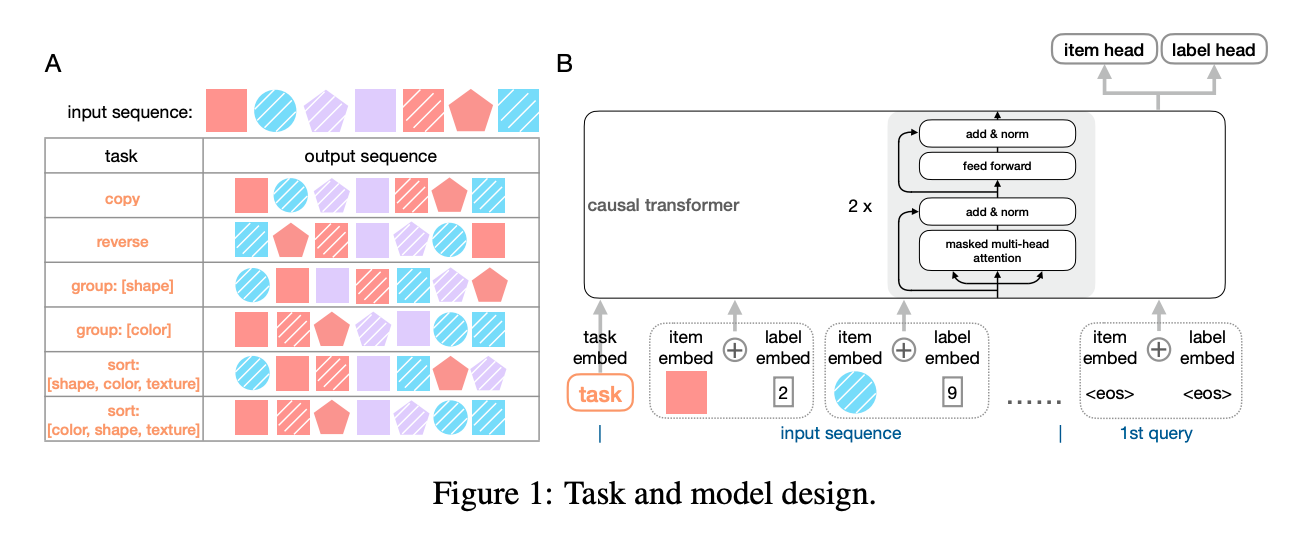 A
input sequence:
task
output sequence
copy
reverse
group: [shape]
group: [color]
sort:
[shape, color, texture]
sort:
[color, shape, texture]
B
item head
label head
causal transformer
2 x
add & norm
feed forward
add & norm
masked multi-head
attention
task
embed
task
item
embed
label
embed
2
item
embed
label
embed
9
......
item
embed
label
embed
<eos>
<eos>
input sequence
1st query
Figure 1: Task and model design.